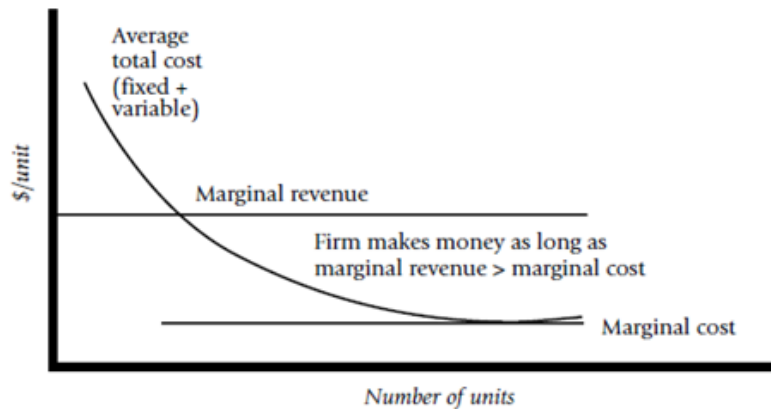 Average
total cost
(fixed +
variable)
$/unit
Marginal revenue
Firm makes money as long as
marginal revenue > marginal cost
Marginal cost
Number of units